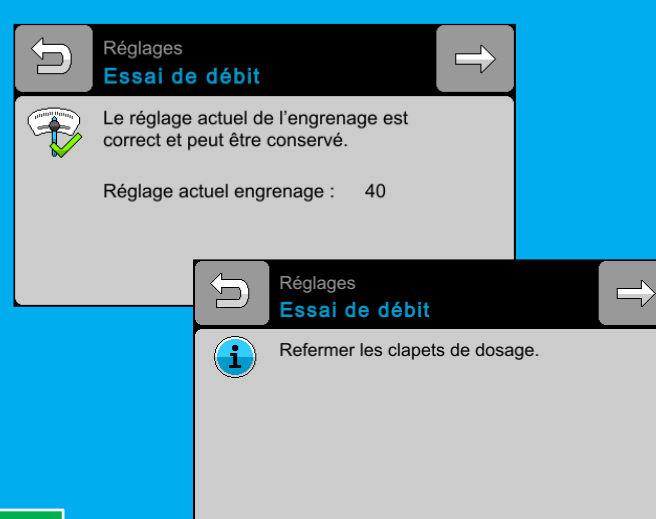 Réglages
Essai de débit
Le réglage actuel de l'engrenage est
correct et peut être conservé.
Réglage actuel engrenage : 40
Réglages
Essai de débit
Refermer les clapets de dosage.